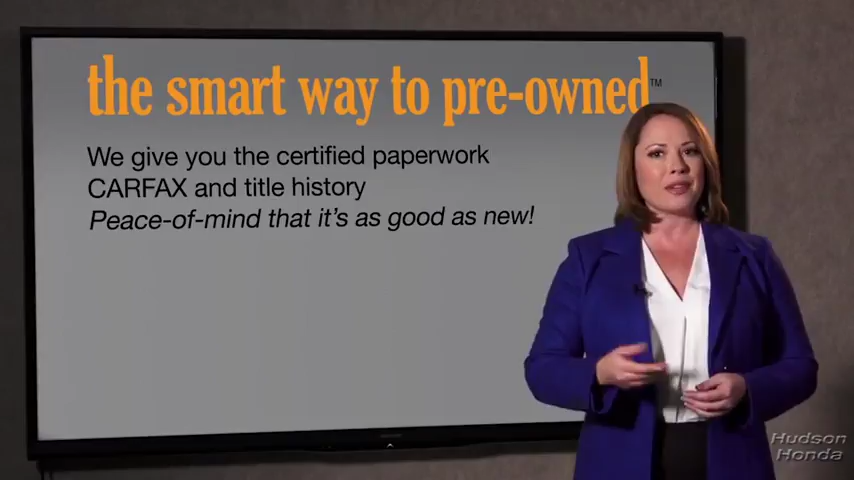 the smart way to pre-owned™
We give you the certified paperwork
CARFAX and title history
Peace-of-mind that it's as good as new!
Hudson
Honda